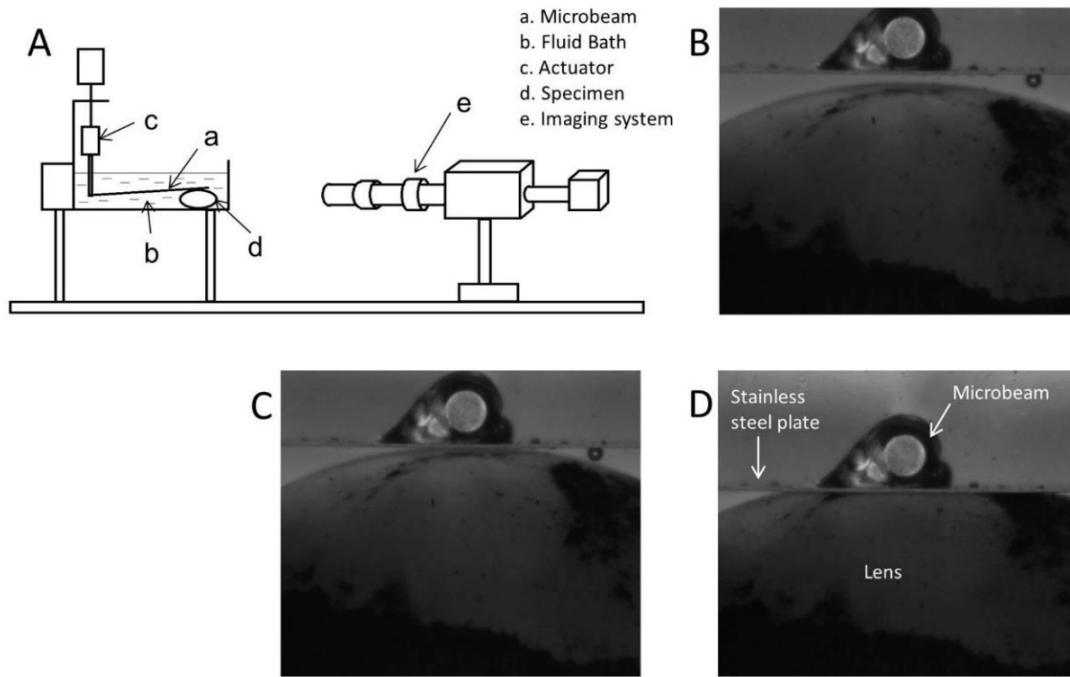 A
a. Microbeam
b. Fluid Bath
c. Actuator
d. Specimen
e. Imaging system
c
a
b
d
e
B
C
D
Stainless
steel plate
Microbeam
Lens